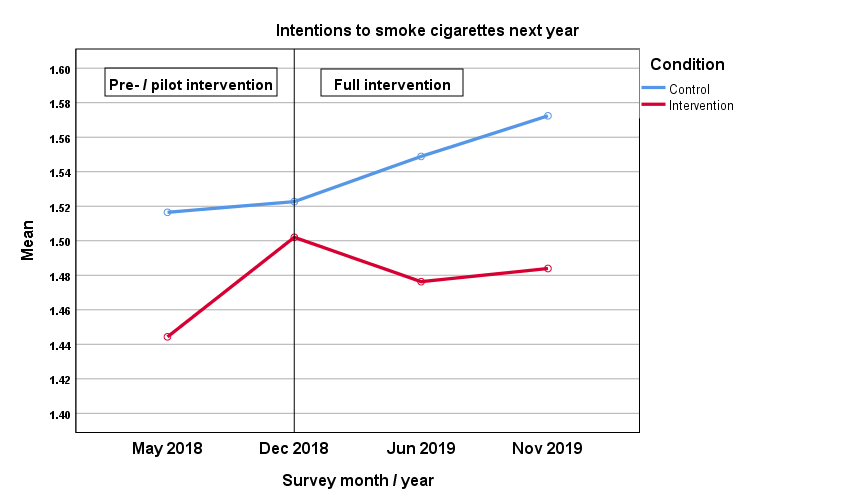 Intentions to smoke cigarettes next year
Pre- / pilot intervention
Full intervention
Condition
Control
Intervention
Mean
1.60
1.58
1.56
1.54
1.52
1.50
1.48
1.46
1.44
1.42
1.40
May 2018
Dec 2018
Jun 2019
Nov 2019
Survey month / year